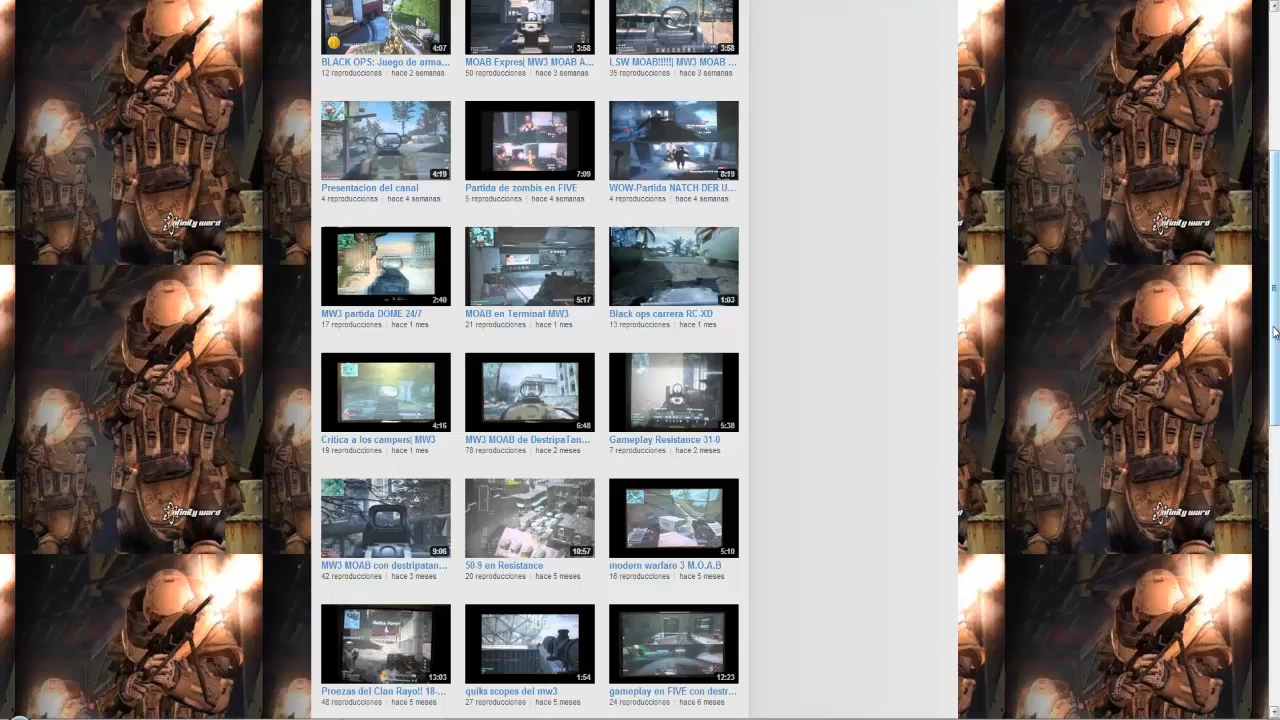 4:07
3:58
3:58
BLACK OPS: Juego de arma...
MOAB Expres| MW3 MOAB A...
LSW MOAB!!!!!| MW3 MOAB ...
12 reproducciones | hace 2 semanas
50 reproducciones | hace 3 semanas
35 reproducciones | hace 3 semanas
4:19
7:09
8:19
Presentacion del canal
Partida de zombis en FIVE
WOW-Partida NATCH DER U...
4 reproducciones | hace 4 semanas
5 reproducciones | hace 4 semanas
4 reproducciones | hace 4 semanas
infinity ward
infinity ward
2:40
5:17
1:03
MW3 partida DOME 24/7
MOAB en Terminal MW3
Black ops carrera RC-XD
17 reproducciones | hace 1 mes
21 reproducciones | hace 1 mes
13 reproducciones | hace 1 mes
4:16
6:48
5:38
Crítica a los campers| MW3
MW3 MOAB de DestripaTan...
Gameplay Resistance 31-0
19 reproducciones | hace 1 mes
78 reproducciones | hace 2 meses
7 reproducciones | hace 2 meses
infinity ward
infinity ward
9:06
10:57
5:10
MW3 MOAB con destripatan...
50-9 en Resistance
modern warfare 3 M.O.A.B
42 reproducciones | hace 3 meses
20 reproducciones | hace 5 meses
16 reproducciones | hace 5 meses
13:03
1:54
12:23
Proezas del Clan Rayo!! 18-...
quiks scopes del mw3
gameplay en FIVE con destr...
48 reproducciones | hace 5 meses
27 reproducciones | hace 5 meses
24 reproducciones | hace 6 meses